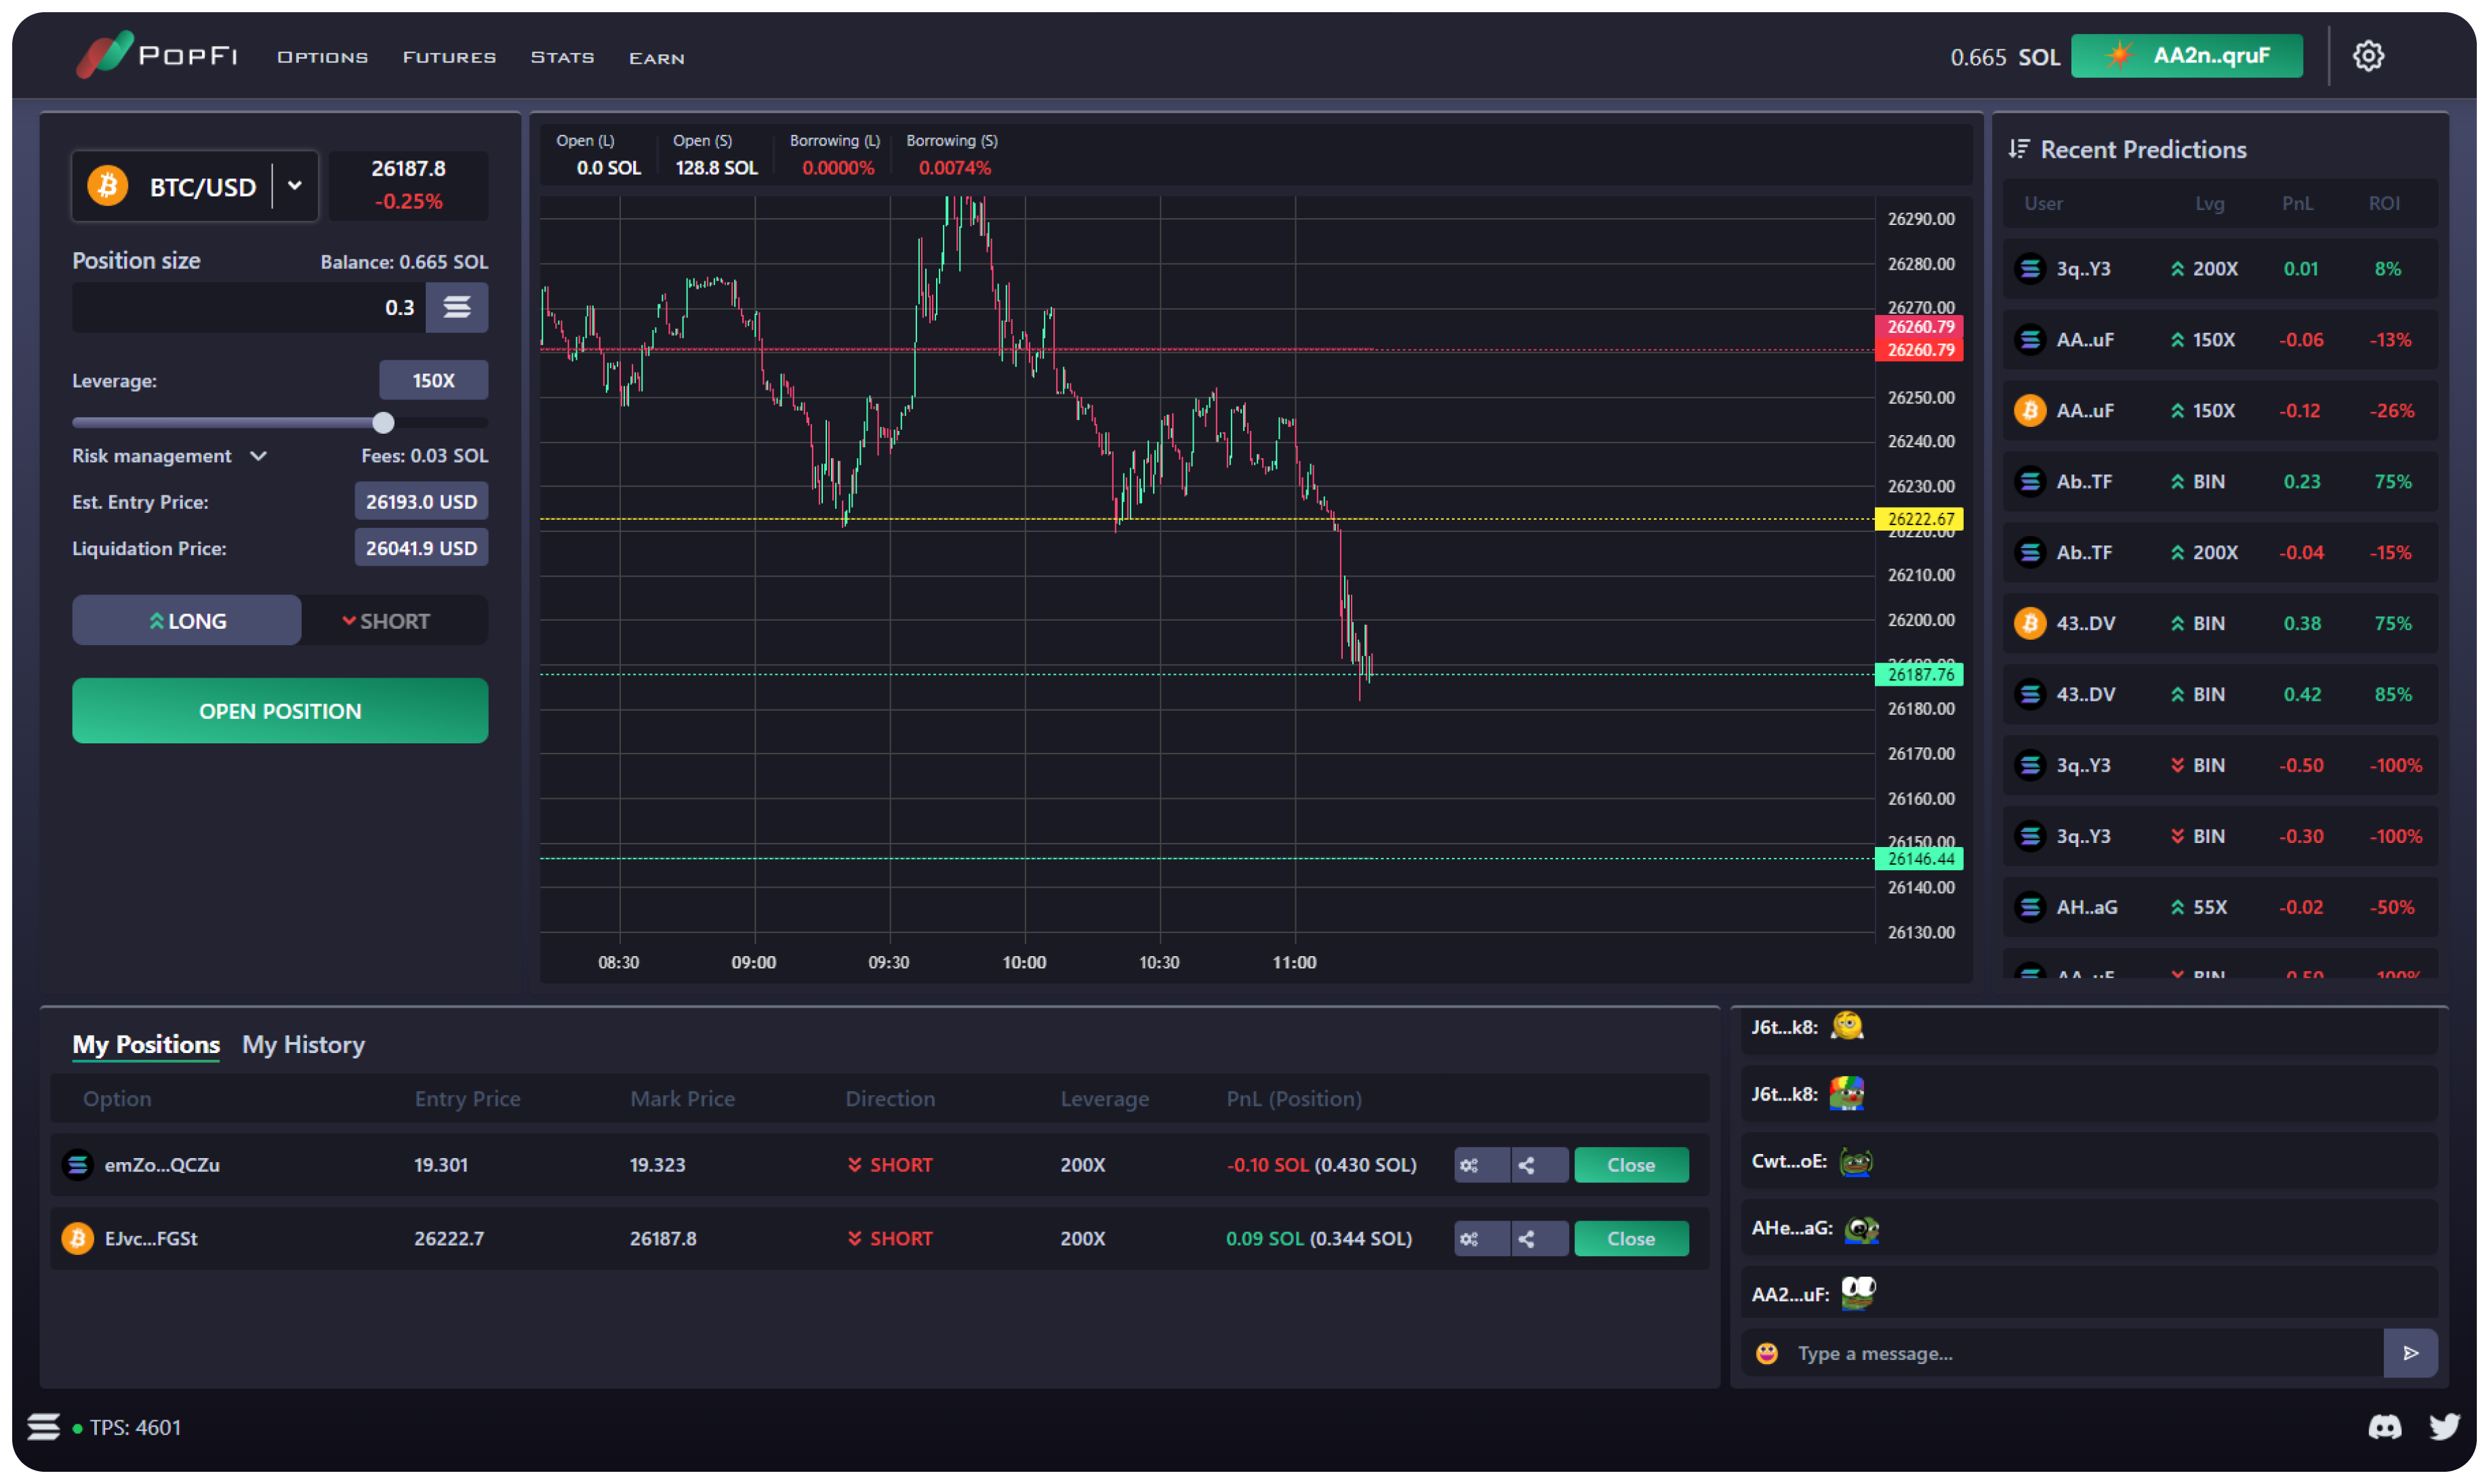 PopFi Options Futures Stats Earn
0.665 SOL AA2n..qruF
BTC/USD
26187.8
-0.25%
Position size Balance: 0.665 SOL
0.3
Leverage: 150X
Risk management Fees: 0.03 SOL
Est. Entry Price: 26193.0 USD
Liquidation Price: 26041.9 USD
LONG SHORT
OPEN POSITION
Open (L) Open (S) Borrowing (L) Borrowing (S)
0.0 SOL 128.8 SOL 0.0000% 0.0074%
26290.00
26280.00
26270.00
26260.79
26260.79
26250.00
26240.00
26230.00
26222.67
26220.00
26210.00
26200.00
26187.76
26180.00
26170.00
26160.00
26150.00
26146.44
26140.00
26130.00
08:30 09:00 09:30 10:00 10:30 11:00
Recent Predictions
User Lvg PnL ROI
3q..Y3 200X 0.01 8%
AA..uF 150X -0.06 -13%
AA..uF 150X -0.12 -26%
Ab..TF BIN 0.23 75%
Ab..TF 200X -0.04 -15%
43..DV BIN 0.38 75%
43..DV BIN 0.42 85%
3q..Y3 BIN -0.50 -100%
3q..Y3 BIN -0.30 -100%
AH..aG 55X -0.02 -50%
AA..uF BIN -0.50 -100%
My Positions My History
Option Entry Price Mark Price Direction Leverage PnL (Position)
emZo...QCZu 19.301 19.323 SHORT 200X -0.10 SOL (0.430 SOL) Close
EJvc...FGSt 26222.7 26187.8 SHORT 200X 0.09 SOL (0.344 SOL) Close
J6t...k8:
J6t...k8:
Cwt...oE:
AHe...aG:
AA2...uF:
Type a message...
TPS: 4601